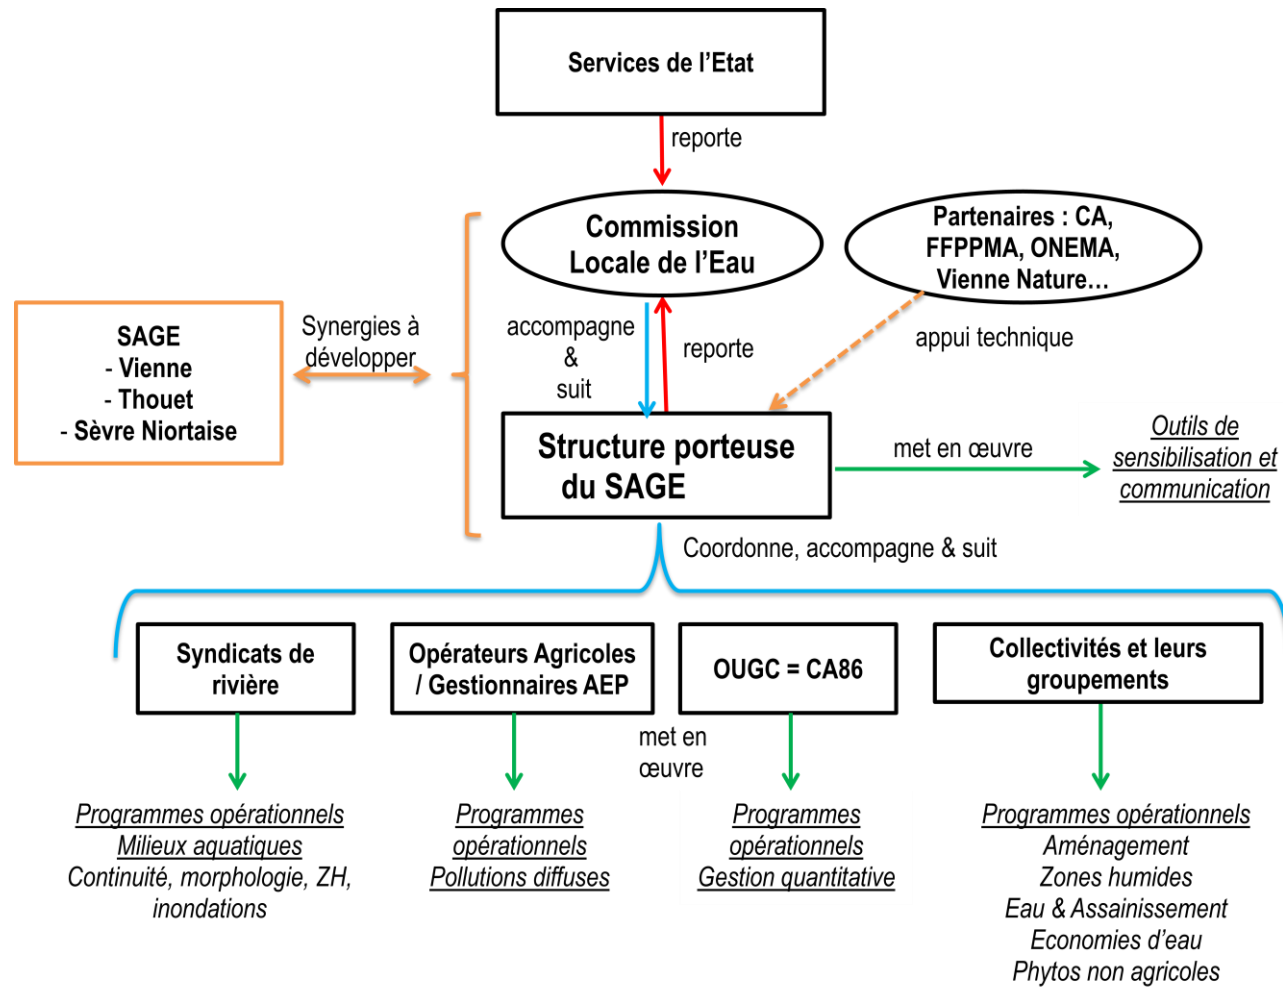 Services de l’Etat
reporte
Commission
Locale de l’Eau
Partenaires : CA,
FFPPMA, ONEMA,
Vienne Nature…
SAGE
- Vienne
- Thouet
- Sèvre Niortaise
Synergies à
développer
accompagne
&
suit
reporte
appui technique
Structure porteuse
du SAGE
met en œuvre
Outils de
sensibilisation et
communication
Coordonne, accompagne & suit
Syndicats de
rivière
Opérateurs Agricoles
/ Gestionnaires AEP
OUGC = CA86
Collectivités et leurs
groupements
met en
œuvre
Programmes opérationnels
Milieux aquatiques
Continuité, morphologie, ZH,
inondations
Programmes
opérationnels
Pollutions diffuses
Programmes
opérationnels
Gestion quantitative
Programmes opérationnels
Aménagement
Zones humides
Eau & Assainissement
Economies d’eau
Phytos non agricoles